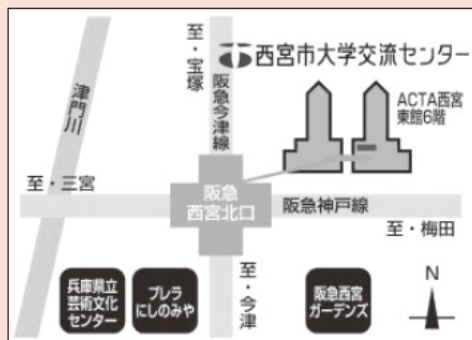 至・宝塚
西宮市大学交流センター
津門川
阪急今津線
ACTA西宮
東館6階
至・三宮
阪急
西宮北口
阪急神戸線
至・梅田
兵庫県立
芸術文化
センター
プレラ
にしのみや
至・今津
阪急西宮
ガーデンズ
N